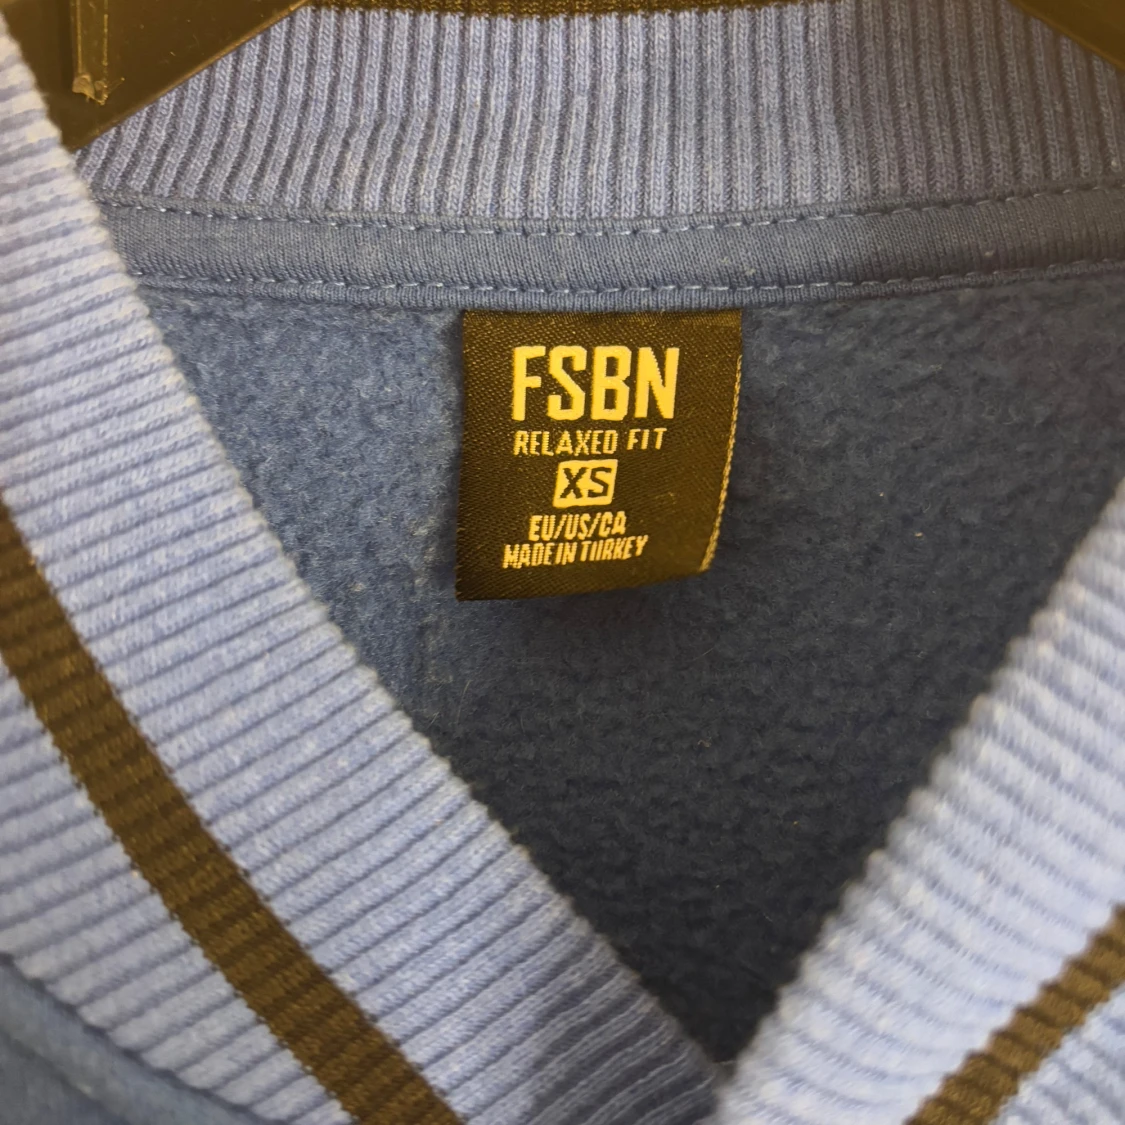 FSBN
RELAXED FIT
XS
EU/US/CA
MADE IN TURKEY